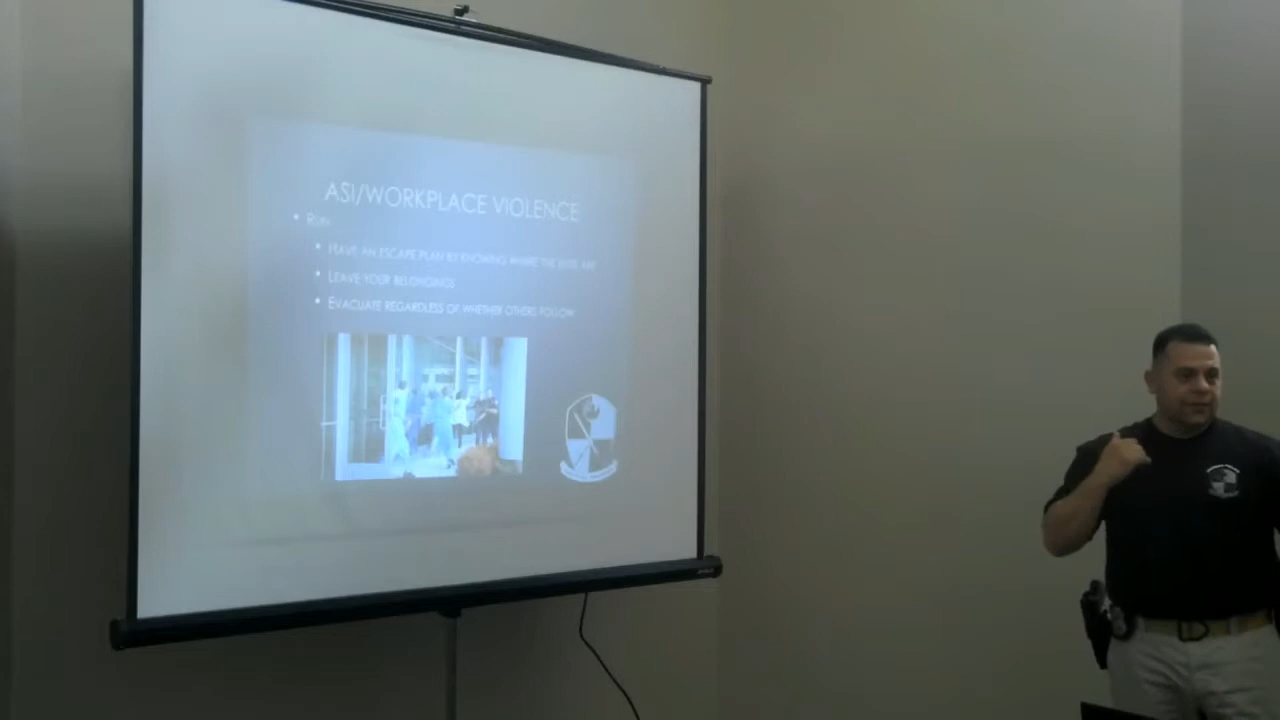 ASI/WORKPLACE VIOLENCE
• RUN
• HAVE AN ESCAPE PLAN BY KNOWING WHERE THE EXITS ARE
• LEAVE YOUR BELONGINGS
• EVACUATE REGARDLESS OF WHETHER OTHERS FOLLOW